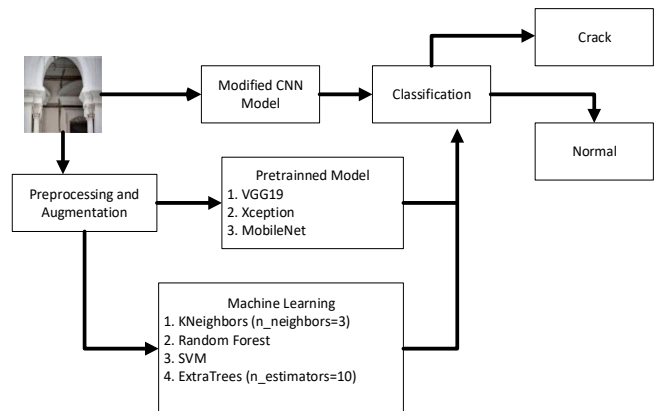 Crack
Modified CNN
Model
Classification
Normal
Preprocessing and
Augmentation
Pretrainned Model
1. VGG19
2. Xception
3. MobileNet
Machine Learning
1. KNeighbors (n_neighbors=3)
2. Random Forest
3. SVM
4. ExtraTrees (n_estimators=10)